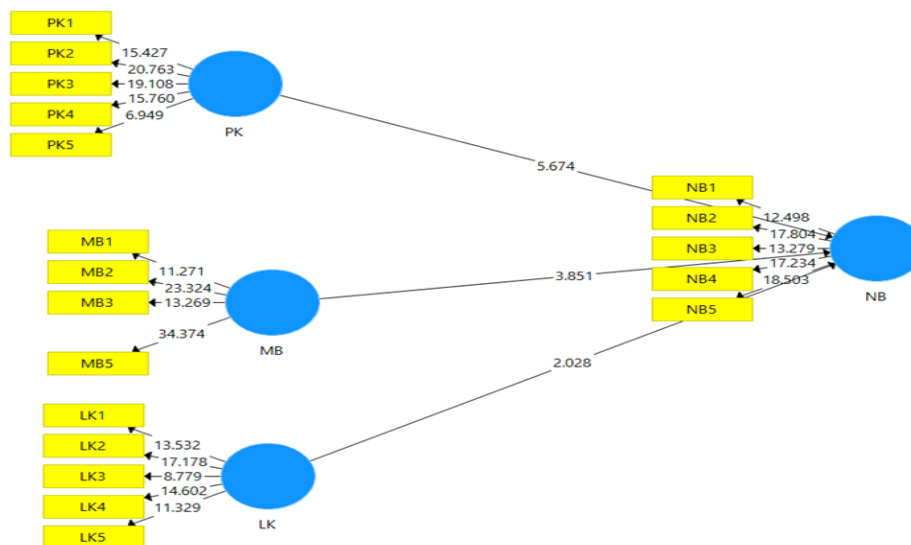 PK1
PK2
PK3
PK4
PK5
15.427
20.763
19.108
15.760
6.949
PK
5.674
NB1
NB2
NB3
NB4
NB5
12.498
17.804
13.279
17.234
18.503
NB
MB1
MB2
MB3
MB5
11.271
23.324
13.269
34.374
MB
3.851
2.028
LK1
LK2
LK3
LK4
LK5
13.532
17.178
8.779
14.602
11.329
LK